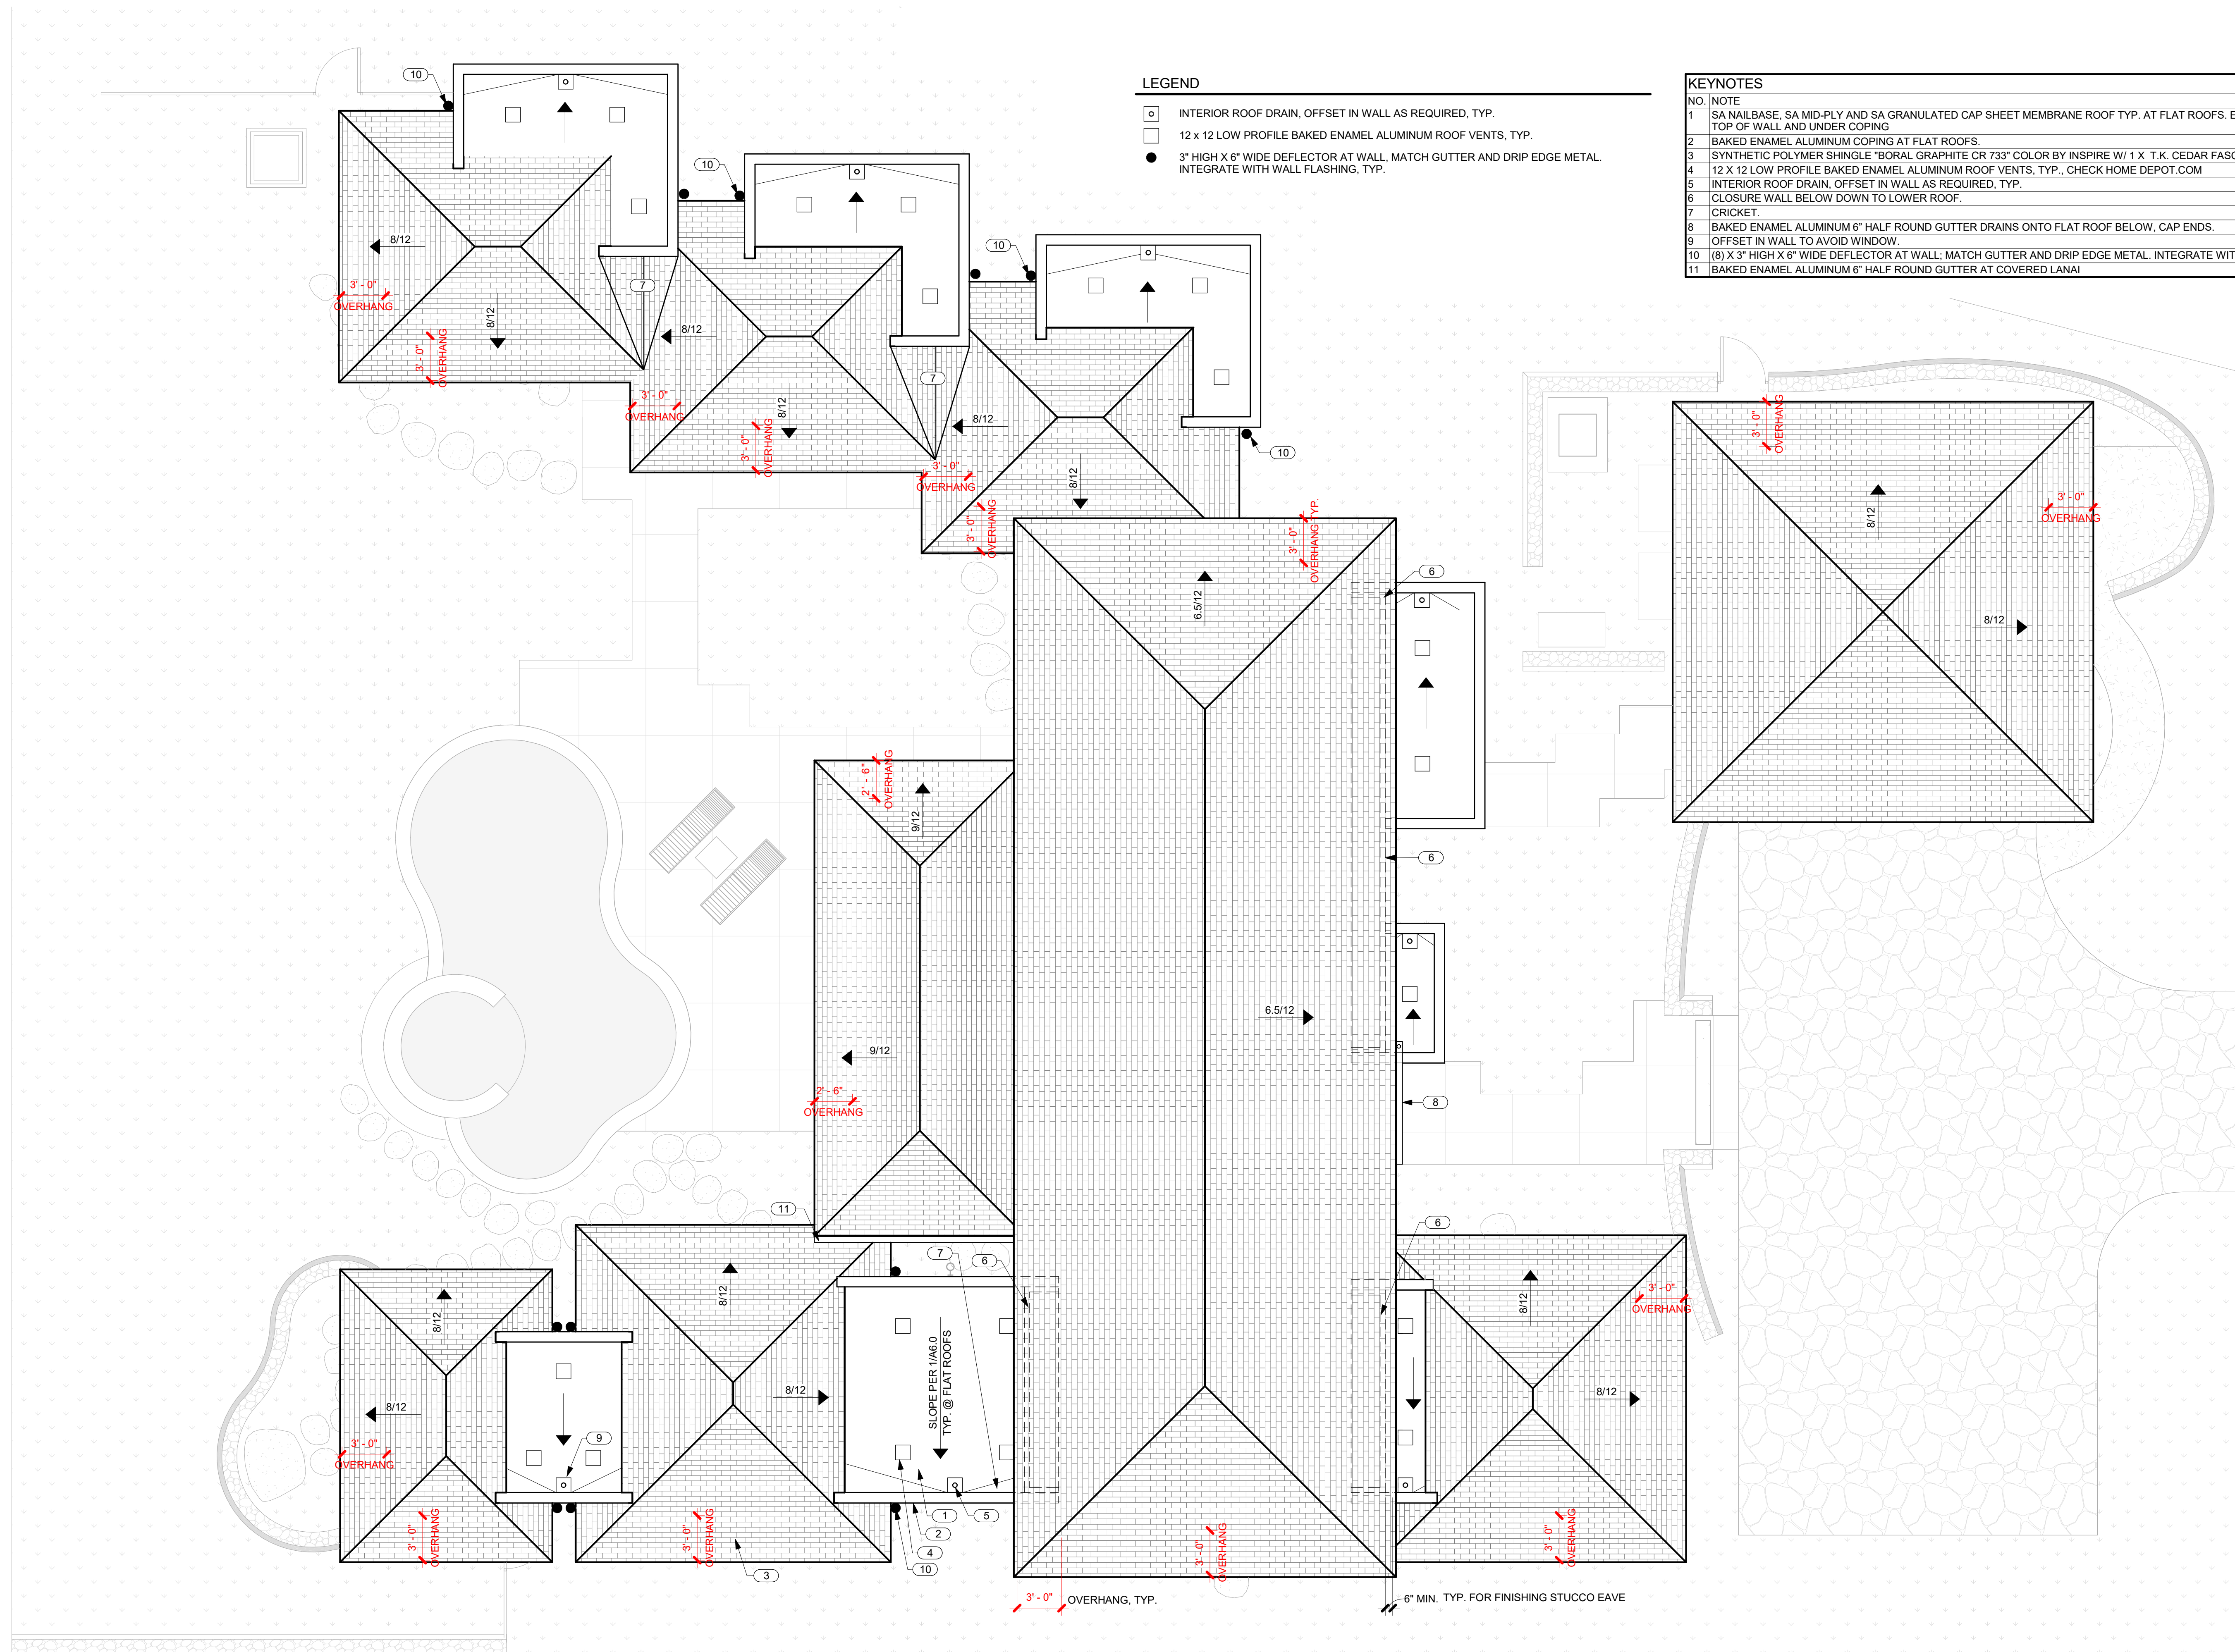 LEGEND
INTERIOR ROOF DRAIN, OFFSET IN WALL AS REQUIRED, TYP.
12 x 12 LOW PROFILE BAKED ENAMEL ALUMINUM ROOF VENTS, TYP.
3" HIGH X 6" WIDE DEFLECTOR AT WALL, MATCH GUTTER AND DRIP EDGE METAL.
INTEGRATE WITH WALL FLASHING, TYP.
KEYNOTES
NO. NOTE
1 SA NAILBASE, SA MID-PLY AND SA GRANULATED CAP SHEET MEMBRANE ROOF TYP. AT FLAT ROOFS.
TOP OF WALL AND UNDER COPING
2 BAKED ENAMEL ALUMINUM COPING AT FLAT ROOFS.
3 SYNTHETIC POLYMER SHINGLE "BORAL GRAPHITE CR 733" COLOR BY INSPIRE W/ 1 X T.K. CEDAR
4 12 X 12 LOW PROFILE BAKED ENAMEL ALUMINUM ROOF VENTS, TYP., CHECK HOME DEPOT.COM
5 INTERIOR ROOF DRAIN, OFFSET IN WALL AS REQUIRED, TYP.
6 CLOSURE WALL BELOW DOWN TO LOWER ROOF.
7 CRICKET.
8 BAKED ENAMEL ALUMINUM 6" HALF ROUND GUTTER DRAINS ONTO FLAT ROOF BELOW, CAP ENDS.
9 OFFSET IN WALL TO AVOID WINDOW.
10 (8) X 3" HIGH X 6" WIDE DEFLECTOR AT WALL; MATCH GUTTER AND DRIP EDGE METAL. INTEGRATE
11 BAKED ENAMEL ALUMINUM 6" HALF ROUND GUTTER AT COVERED LANAI
10
10
10
10
8/12
8/12
7
3' - 0"
OVERHANG
3' - 0"
OVERHANG
8/12
8/12
7
3' - 0"
OVERHANG
3' - 0"
OVERHANG
8/12
8/12
3' - 0"
OVERHANG
3' - 0"
OVERHANG
3' - 0"
OVERHANG TYP.
6.5/12
6
3' - 0"
OVERHANG
8/12
3' - 0"
OVERHANG
8/12
2' - 6"
OVERHANG
9/12
6
6.5/12
9/12
2' - 6"
OVERHANG
8
11
7
6
6
8/12
8/12
3' - 0"
OVERHANG
8/12
8/12
SLOPE PER 1/A6.0
TYP. @ FLAT ROOFS
8/12
3' - 0"
OVERHANG
8/12
8/12
9
3' - 0"
OVERHANG
3' - 0"
OVERHANG
1
5
2
4
10
3
3' - 0"
OVERHANG
3' - 0"
OVERHANG
3' - 0"
OVERHANG, TYP.
6" MIN. TYP. FOR FINISHING STUCCO EAVE